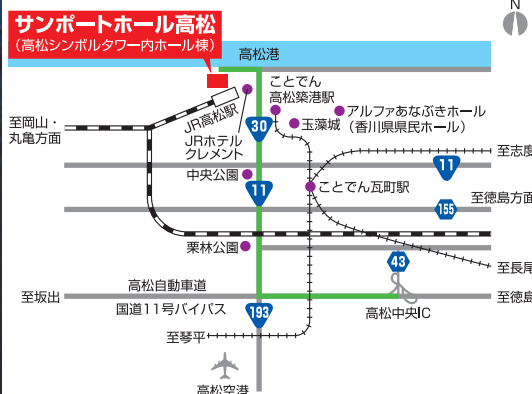 N
サンポートホール高松
(高松シンボルタワー内ホール棟)
高松港
ことでん
高松築港駅
アルファあなぶきホール
(香川県県民ホール)
玉藻城
至岡山・
丸亀方面
JR高松駅
JRホテル
クレメント
30
至志度
11
中央公園
11
ことでん瓦町駅
至徳島方面
155
栗林公園
43
至長尾
高松自動車道
至坂出
至徳島
国道11号バイパス
193
高松中央IC
至琴平
高松空港